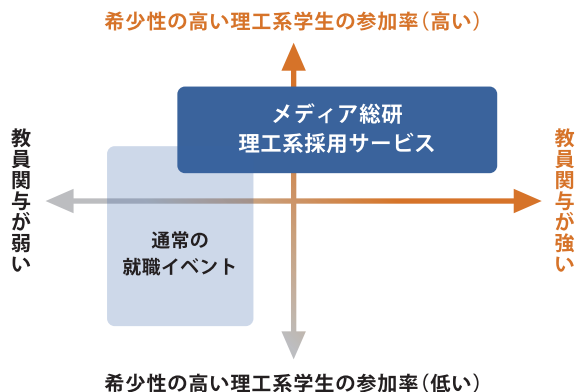 希少性の高い理工系学生の参加率（高い）
メディア総研
理工系採用サービス
教員関与が弱い
教員関与が強い
通常の
就職イベント
希少性の高い理工系学生の参加率（低い）